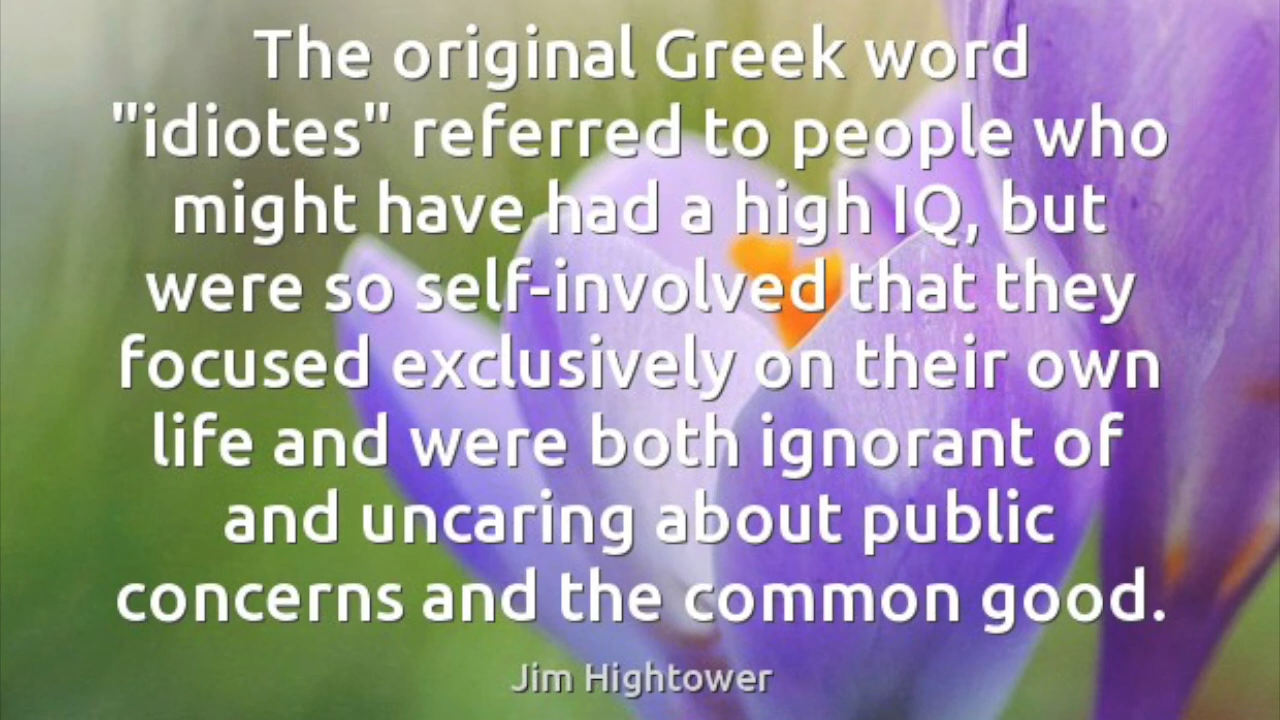 The original Greek word
"idiotes" referred to people who
might have had a high IQ, but
were so self-involved that they
focused exclusively on their own
life and were both ignorant of
and uncaring about public
concerns and the common good.
Jim Hightower